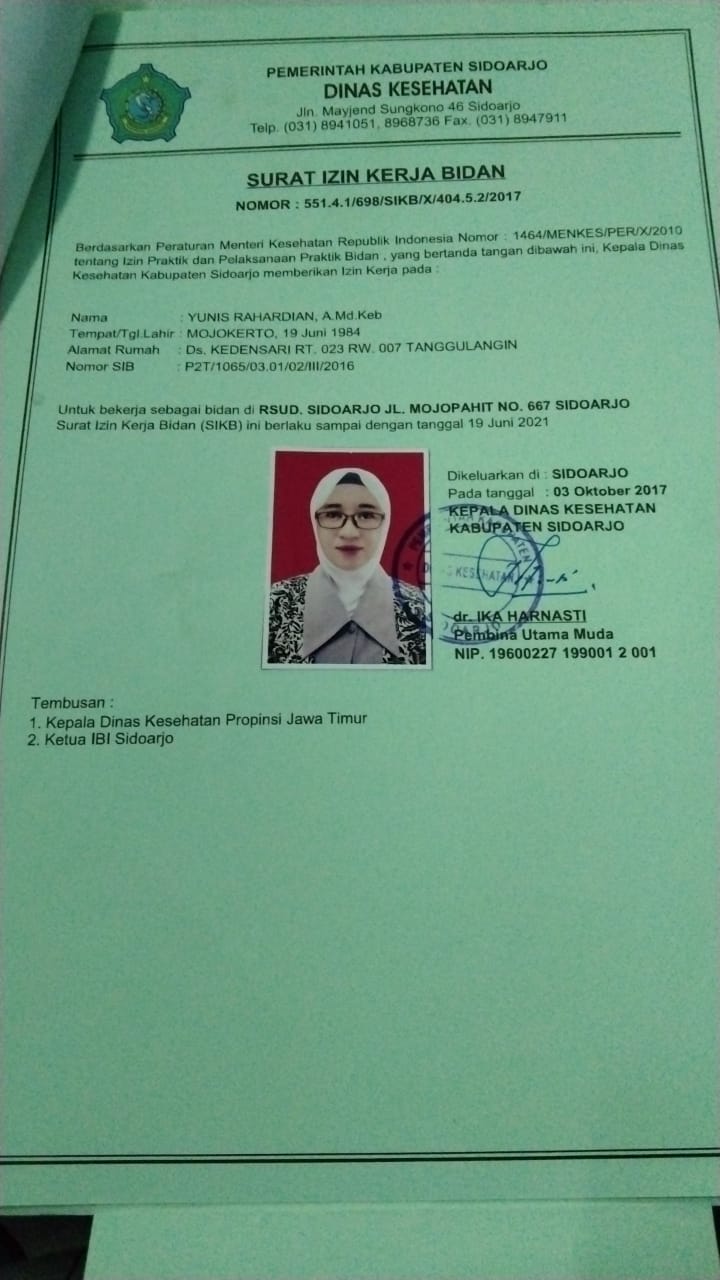 PEMERINTAH KABUPATEN SIDOARJO
DINAS KESEHATAN
Jln. Mayjend Sungkono 46 Sidoarjo
Telp. (031) 8941051, 8968736 Fax. (031) 8947911
SURAT IZIN KERJA BIDAN
NOMOR : 551.4.1/698/SIKB/X/404.5.2/2017
Berdasarkan Peraturan Menteri Kesehatan Republik Indonesia Nomor : 1464/MENKES/PER/X/2010
tentang Izin Praktik dan Pelaksanaan Praktik Bidan , yang bertanda tangan dibawah ini, Kepala Dinas
Kesehatan Kabupaten Sidoarjo memberikan Izin Kerja pada :
Nama : YUNIS RAHARDIAN, A.Md.Keb
Tempat/Tgl.Lahir : MOJOKERTO, 19 Juni 1984
Alamat Rumah : Ds. KEDENSARI RT. 023 RW. 007 TANGGULANGIN
Nomor SIB : P2T/1065/03.01/02/III/2016
Untuk bekerja sebagai bidan di RSUD. SIDOARJO JL. MOJOPAHIT NO. 667 SIDOARJO
Surat Izin Kerja Bidan (SIKB) ini berlaku sampai dengan tanggal 19 Juni 2021
Dikeluarkan di : SIDOARJO
Pada tanggal : 03 Oktober 2017
KEPALA DINAS KESEHATAN
KABUPATEN SIDOARJO
dr. IKA HARNASTI
Pembina Utama Muda
NIP. 19600227 199001 2 001
Tembusan :
1. Kepala Dinas Kesehatan Propinsi Jawa Timur
2. Ketua IBI Sidoarjo